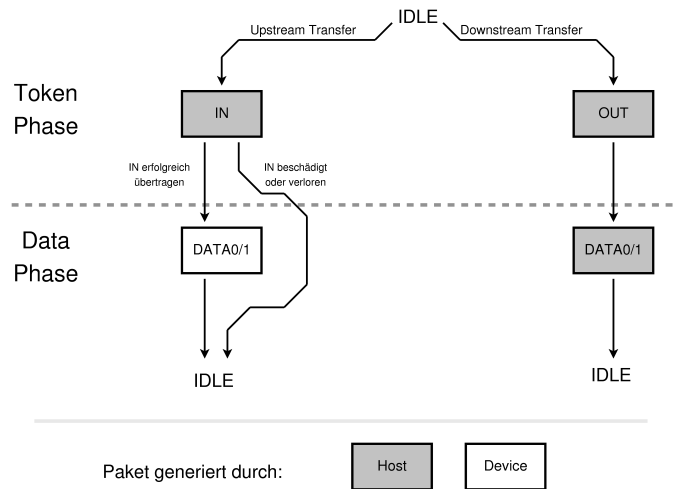 IDLE
Upstream Transfer
Downstream Transfer
Token
Phase
IN
OUT
IN erfolgreich
übertragen
IN beschädigt
oder verloren
Data
Phase
DATA0/1
DATA0/1
IDLE
IDLE
Paket generiert durch:
Host
Device